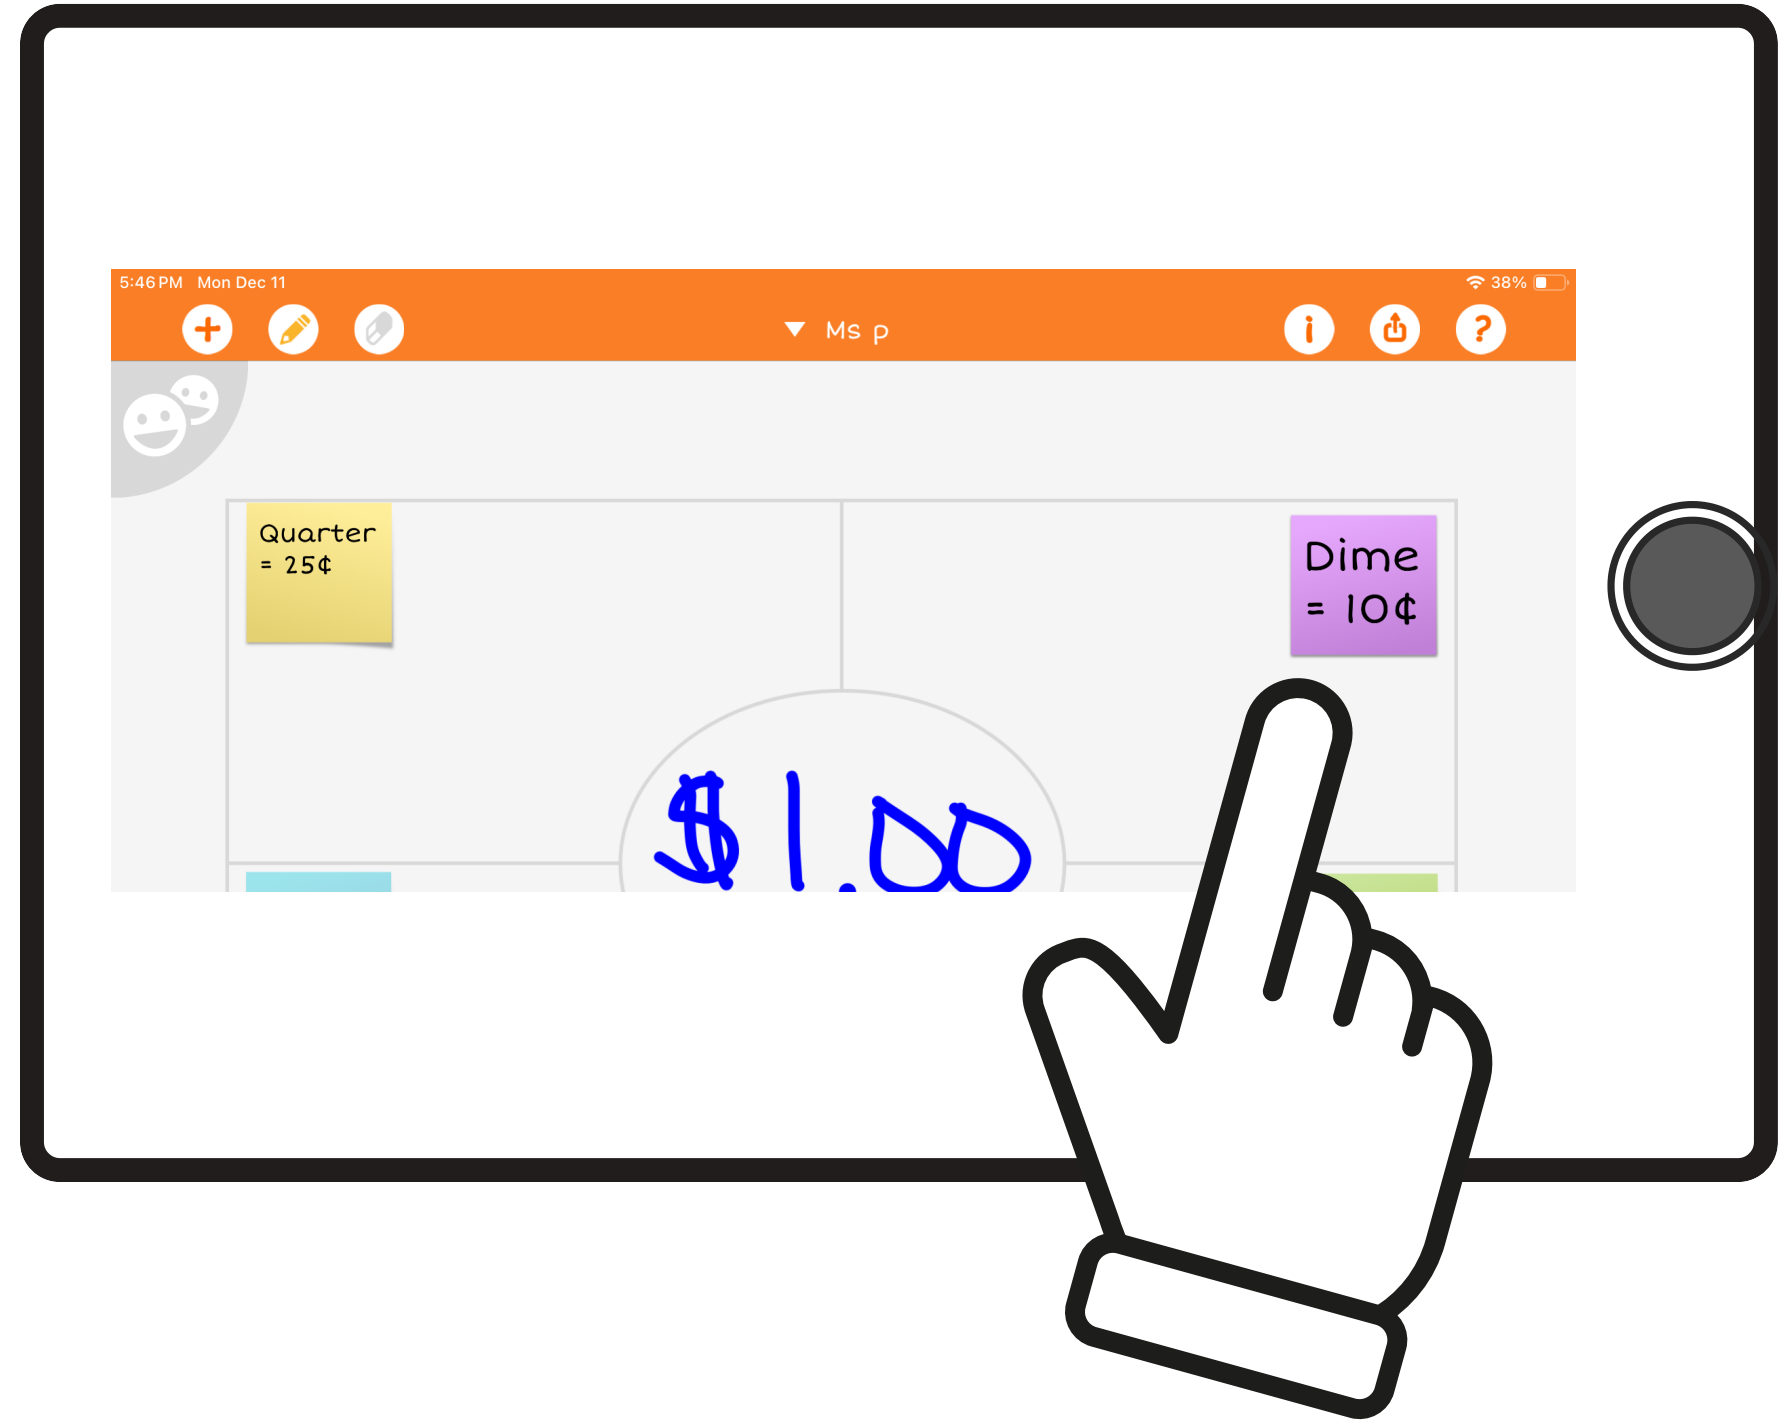 5:46 PM Mon Dec 11
38%
Ms p
i
?
Quarter
= 25¢
Dime
= 10¢
$1.00